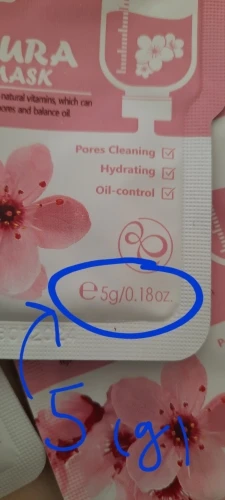 URA
MASK
natural vitamins, which can
ores and balance oil
Pores Cleaning
Hydrating
Oil-control
℮ 5g/0.18oz.
5 (g)